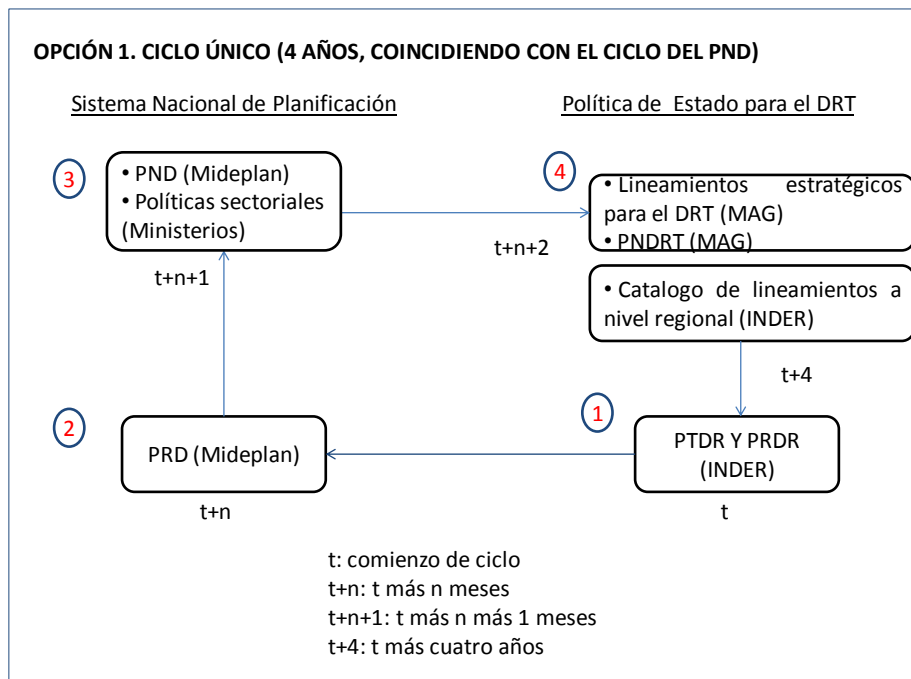 OPCIÓN 1. CICLO ÚNICO (4 AÑOS, COINCIDIENDO CON EL CICLO DEL PND)
Sistema Nacional de Planificación
Política de Estado para el DRT
3
• PND (Mideplan)
• Políticas sectoriales
(Ministerios)
4
• Lineamientos estratégicos
para el DRT (MAG)
• PNDRT (MAG)
t+n+2
t+n+1
• Catalogo de lineamientos a
nivel regional (INDER)
t+4
2
PRD (Mideplan)
t+n
1
PTDR Y PRDR
(INDER)
t
t: comienzo de ciclo
t+n: t más n meses
t+n+1: t más n más 1 meses
t+4: t más cuatro años